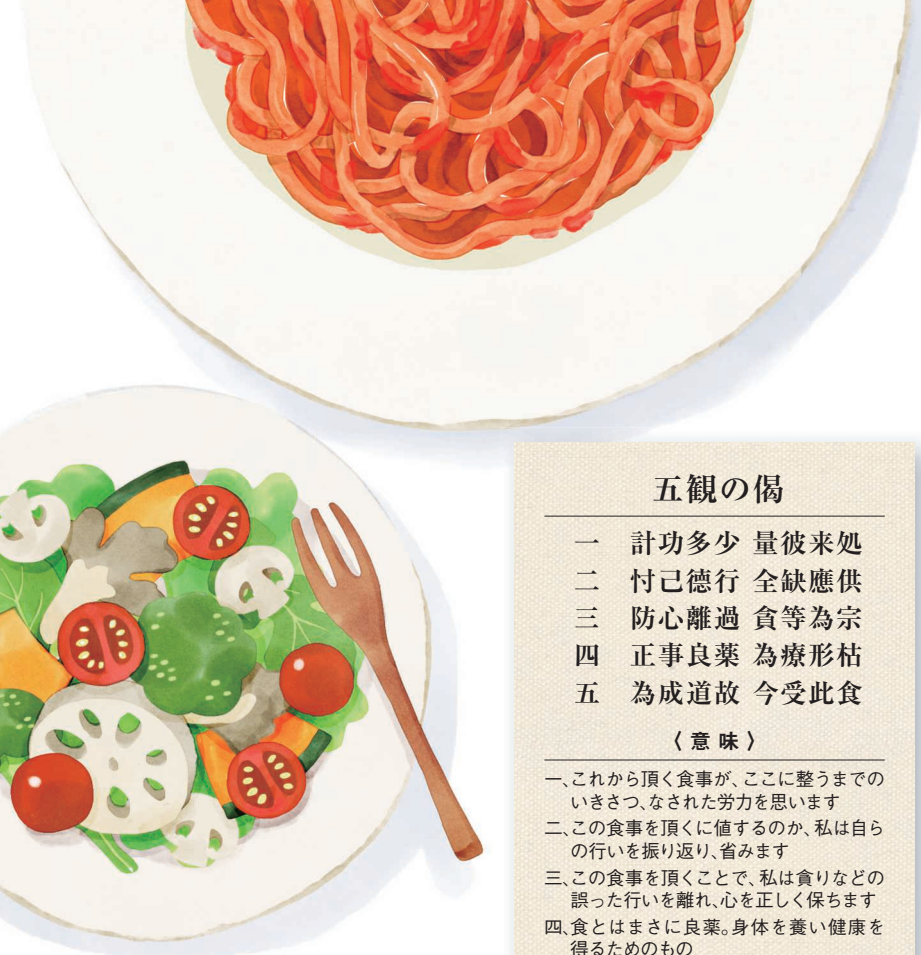 五観の偈
一 計功多少 量彼来処
二 忖己德行 全缺應供
三 防心離過 貪等為宗
四 正事良薬 為療形枯
五 為成道故 今受此食
〈意味〉
一、これから頂く食事が、ここに整うまでの
いきさつ、なされた労力を思います
二、この食事を頂くに値するのか、私は自ら
の行いを振り返り、省みます
三、この食事を頂くことで、私は貪りなどの
誤った行いを離れ、心を正しく保ちます
四、食とはまさに良薬。身体を養い健康を
得るためのもの